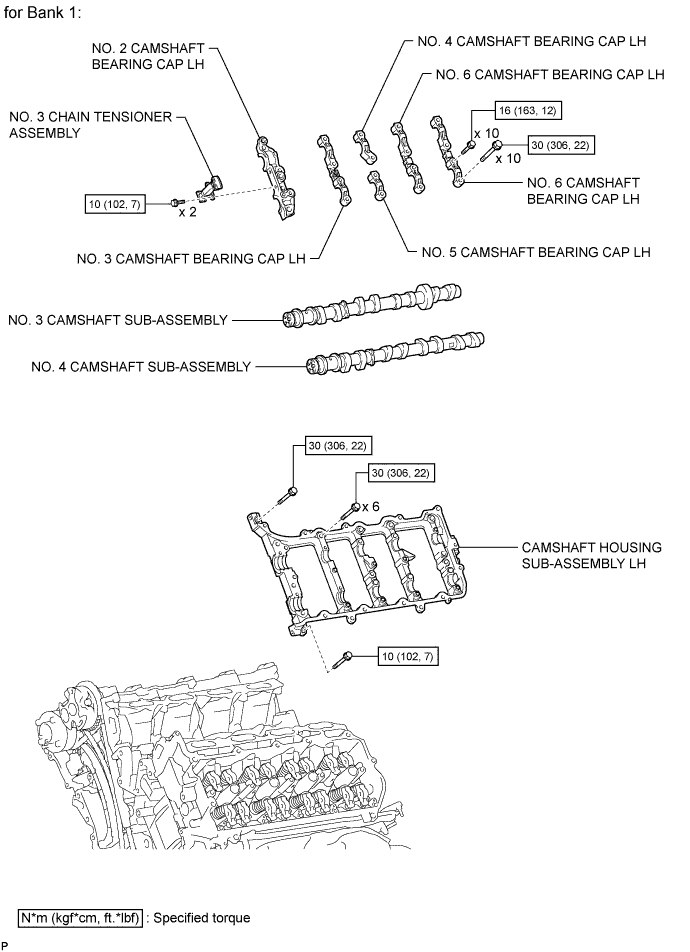 for Bank 1:
NO. 2 CAMSHAFT
BEARING CAP LH
NO. 4 CAMSHAFT BEARING CAP LH
NO. 6 CAMSHAFT BEARING CAP LH
NO. 3 CHAIN TENSIONER
ASSEMBLY
16 (163, 12)
x 10
30 (306, 22)
x 10
NO. 6 CAMSHAFT
BEARING CAP LH
10 (102, 7)
x 2
NO. 3 CAMSHAFT BEARING CAP LH
NO. 5 CAMSHAFT BEARING CAP LH
NO. 3 CAMSHAFT SUB-ASSEMBLY
NO. 4 CAMSHAFT SUB-ASSEMBLY
30 (306, 22)
30 (306, 22)
x 6
CAMSHAFT HOUSING
SUB-ASSEMBLY LH
10 (102, 7)
N*m (kgf*cm, ft.*lbf) : Specified torque
P